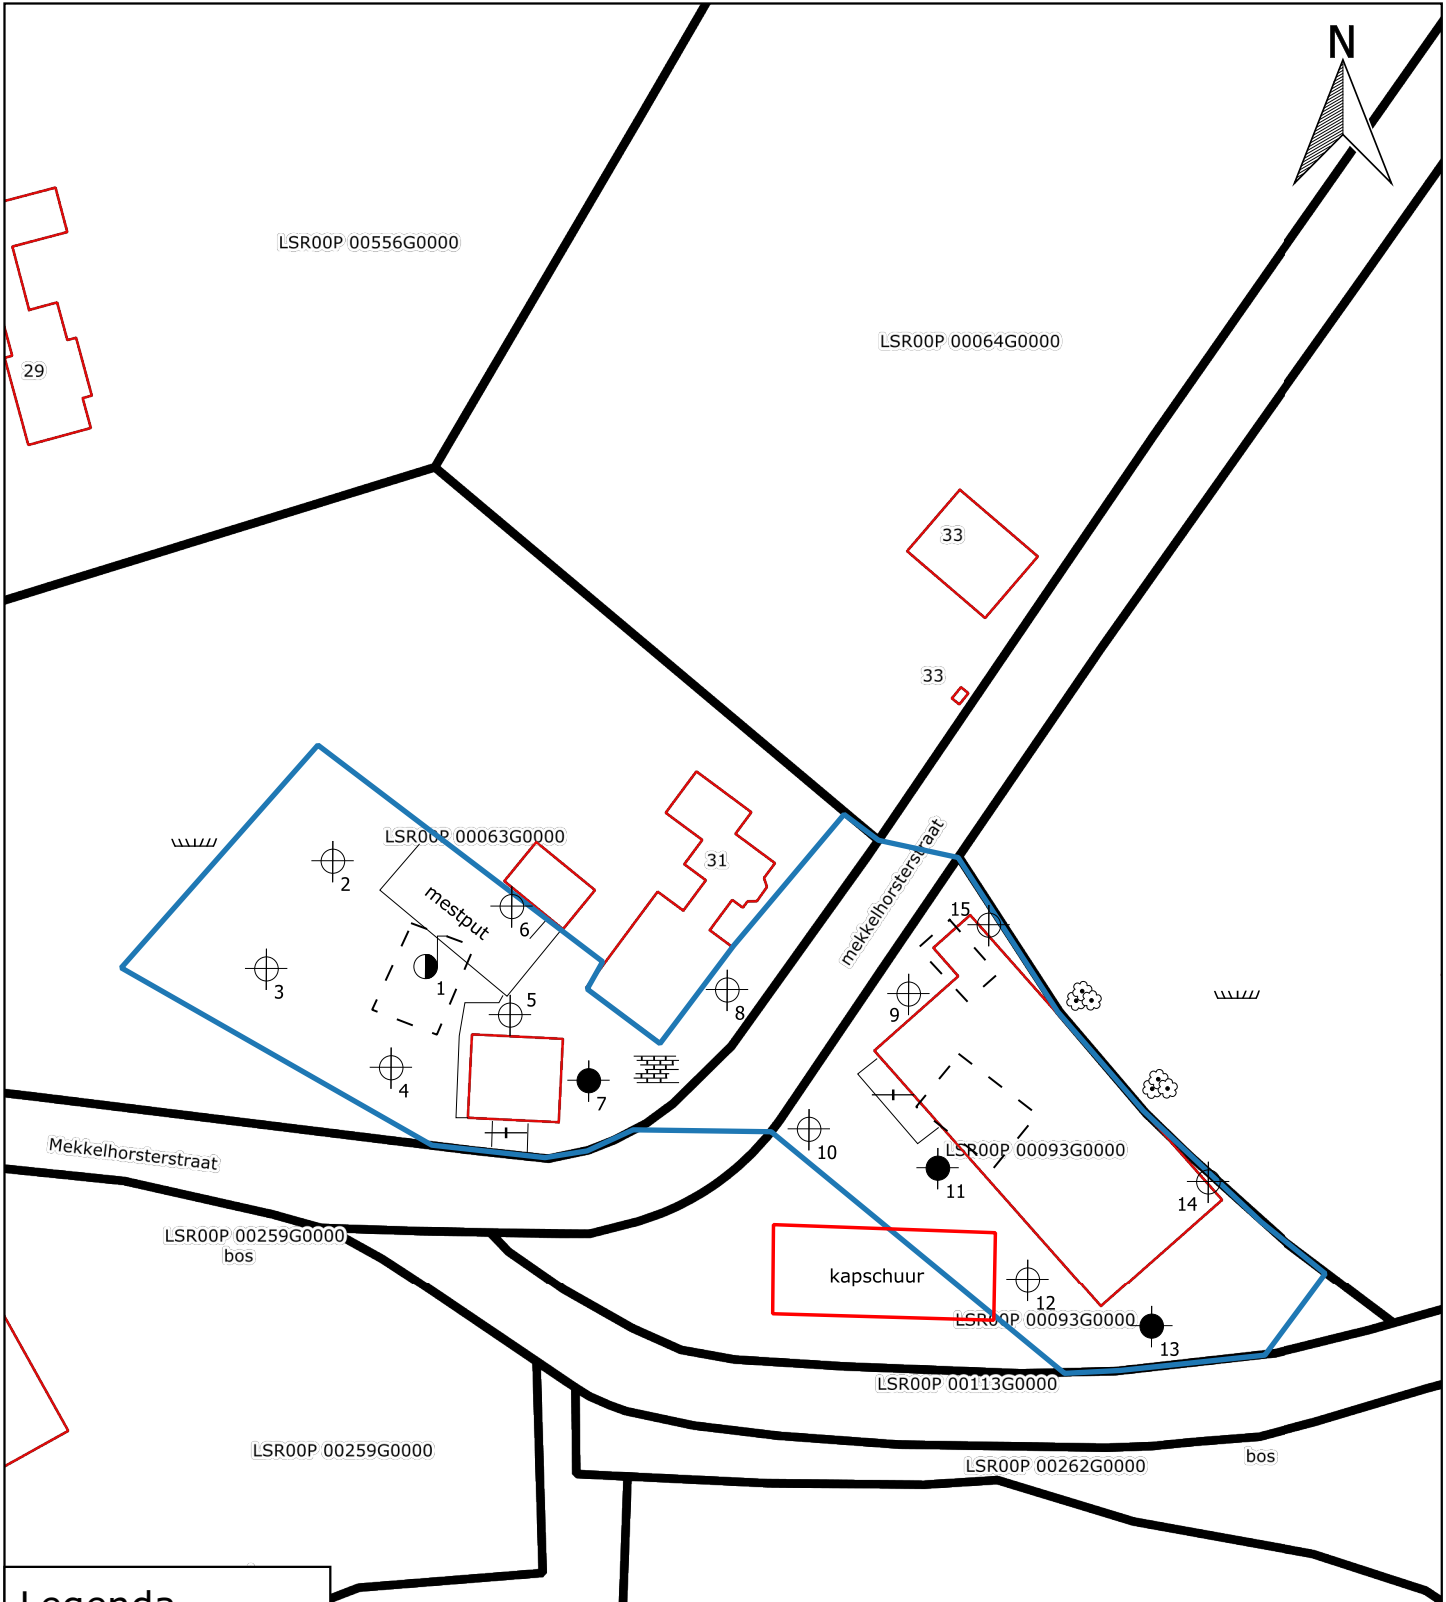 N
LSR00P 00556G0000
LSR00P 00064G0000
29
33
33
LSR00P 00063G0000
31
mekkelhorsterstraat
mestput
2
6
15
3
1
5
8
9
4
7
10
Mekkelhorsterstraat
LSR00P 00093G0000
11
14
LSR00P 00259G0000
bos
kapschuur
12
LSR00P 00093G0000
13
LSR00P 00113G0000
LSR00P 00259G0000
bos
LSR00P 00262G0000
Legenda